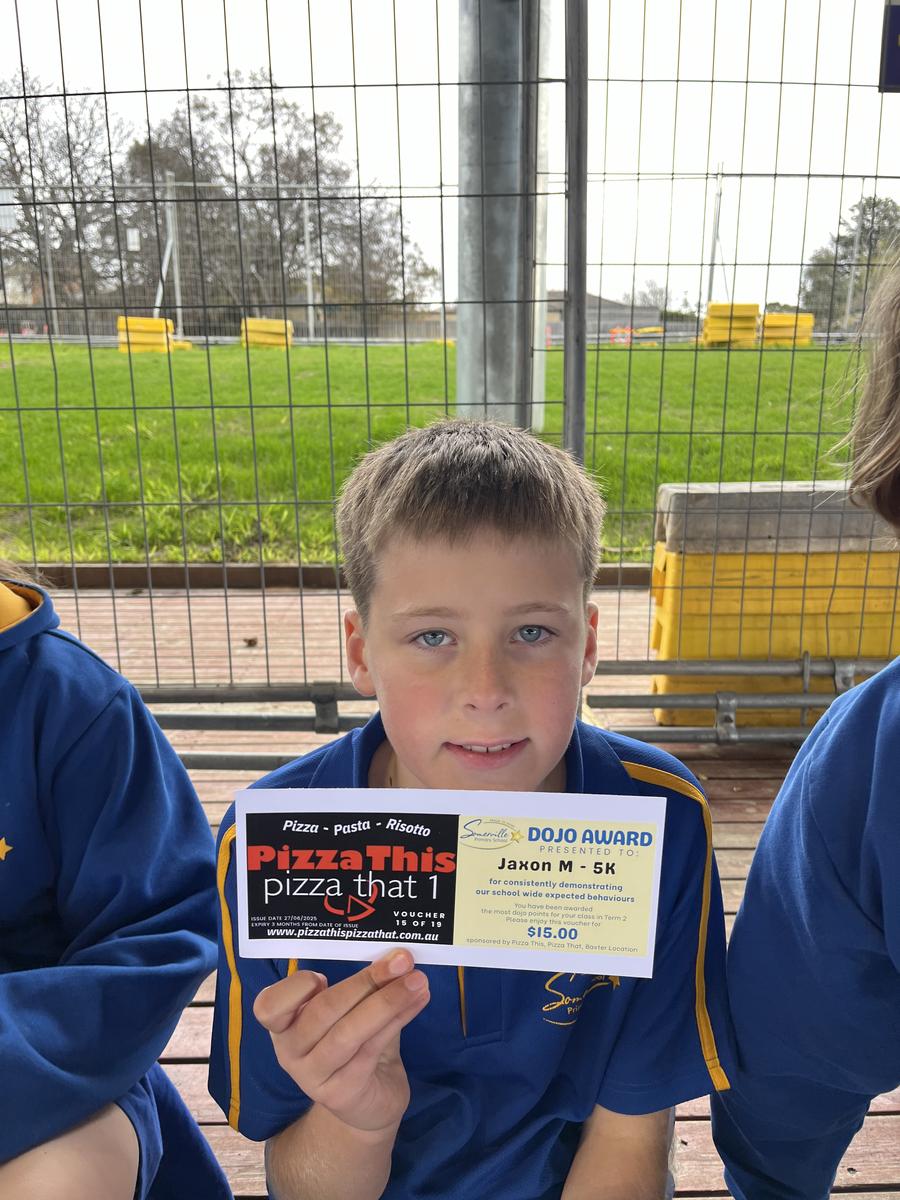 Pizza - Pasta - Risotto
PizzaThis
pizza that 1
VOUCHER
15 OF 19
ISSUE DATE 27/06/2025
EXPIRY 3 MONTHS FROM DATE OF ISSUE
www.pizzathispizzathat.com.au
Somerville
Primary School
DOJO AWARD
PRESENTED TO:
Jaxon M - 5K
for consistently demonstrating
our school wide expected behaviours
You have been awarded
the most dojo points for your class in Term 2
Please enjoy this voucher for
$15.00
sponsored by Pizza This, Pizza That, Baxter Location